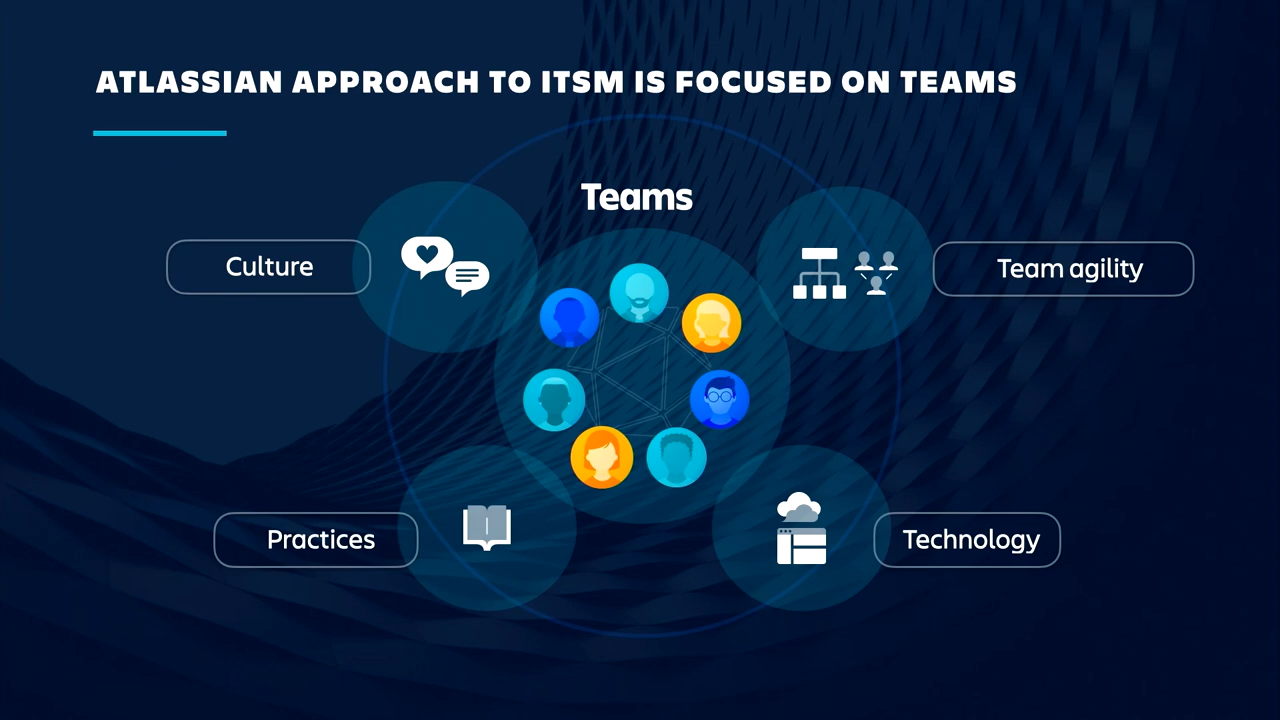 ATLASSIAN APPROACH TO ITSM IS FOCUSED ON TEAMS
Teams
Culture
Team agility
Practices
Technology